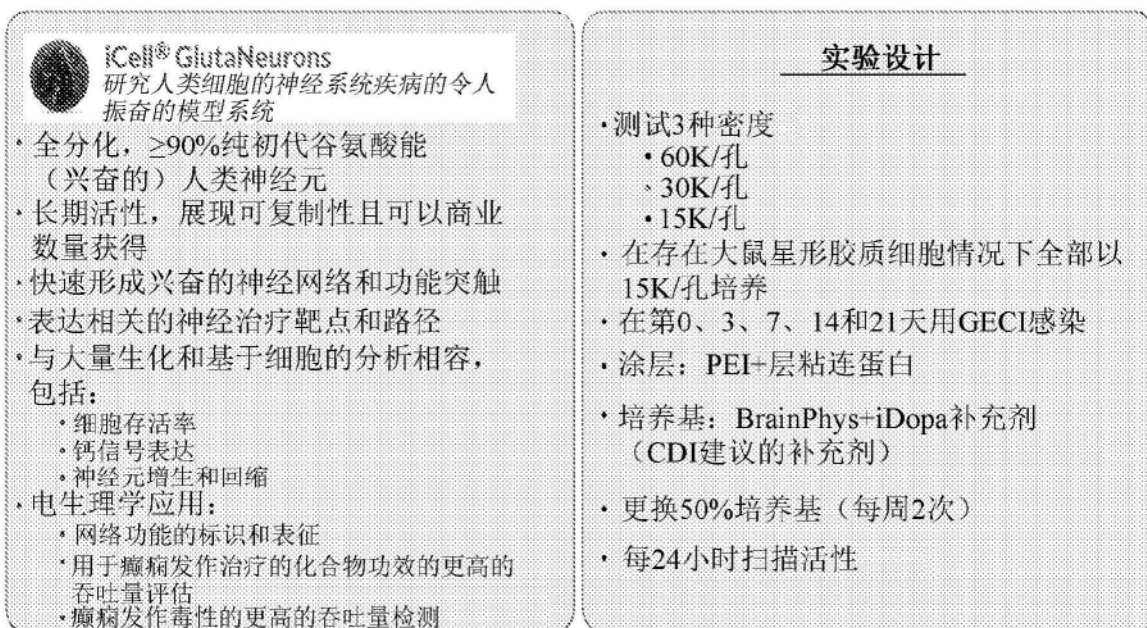 iCell® GlutaNeurons
研究人类细胞的神经系统疾病的令人
振奋的模型系统
·全分化，≥90%纯初代谷氨酸能
（兴奋的）人类神经元
·长期活性，展现可复制性且可以商业
数量获得
·快速形成兴奋的神经网络和功能突触
·表达相关的神经治疗靶点和路径
·与大量生化和基于细胞的分析相容，
包括：
·细胞存活率
·钙信号表达
·神经元增生和回缩
·电生理学应用：
·网络功能的标识和表征
·用于癫痫发作治疗的化合物功效的更高的
吞吐量评估
·癫痫发作毒性的更高的吞吐量检测
实验设计
·测试3种密度
·60K/孔
·30K/孔
·15K/孔
·在存在大鼠星形胶质细胞情况下全部以
15K/孔培养
·在第0、3、7、14和21天用GECI感染
·涂层：PEI+层粘连蛋白
·培养基：BrainPhys+iDopa补充剂
（CDI建议的补充剂）
·更换50%培养基（每周2次）
·每24小时扫描活性